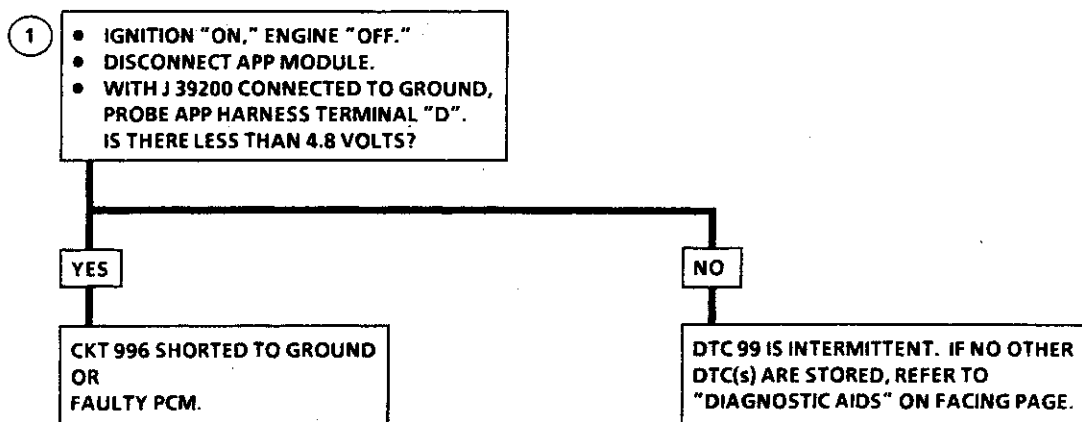 1
• IGNITION "ON," ENGINE "OFF."
• DISCONNECT APP MODULE.
• WITH J 39200 CONNECTED TO GROUND,
PROBE APP HARNESS TERMINAL "D".
IS THERE LESS THAN 4.8 VOLTS?
YES
NO
CKT 996 SHORTED TO GROUND
OR
FAULTY PCM.
DTC 99 IS INTERMITTENT. IF NO OTHER
DTC(s) ARE STORED, REFER TO
"DIAGNOSTIC AIDS" ON FACING PAGE.